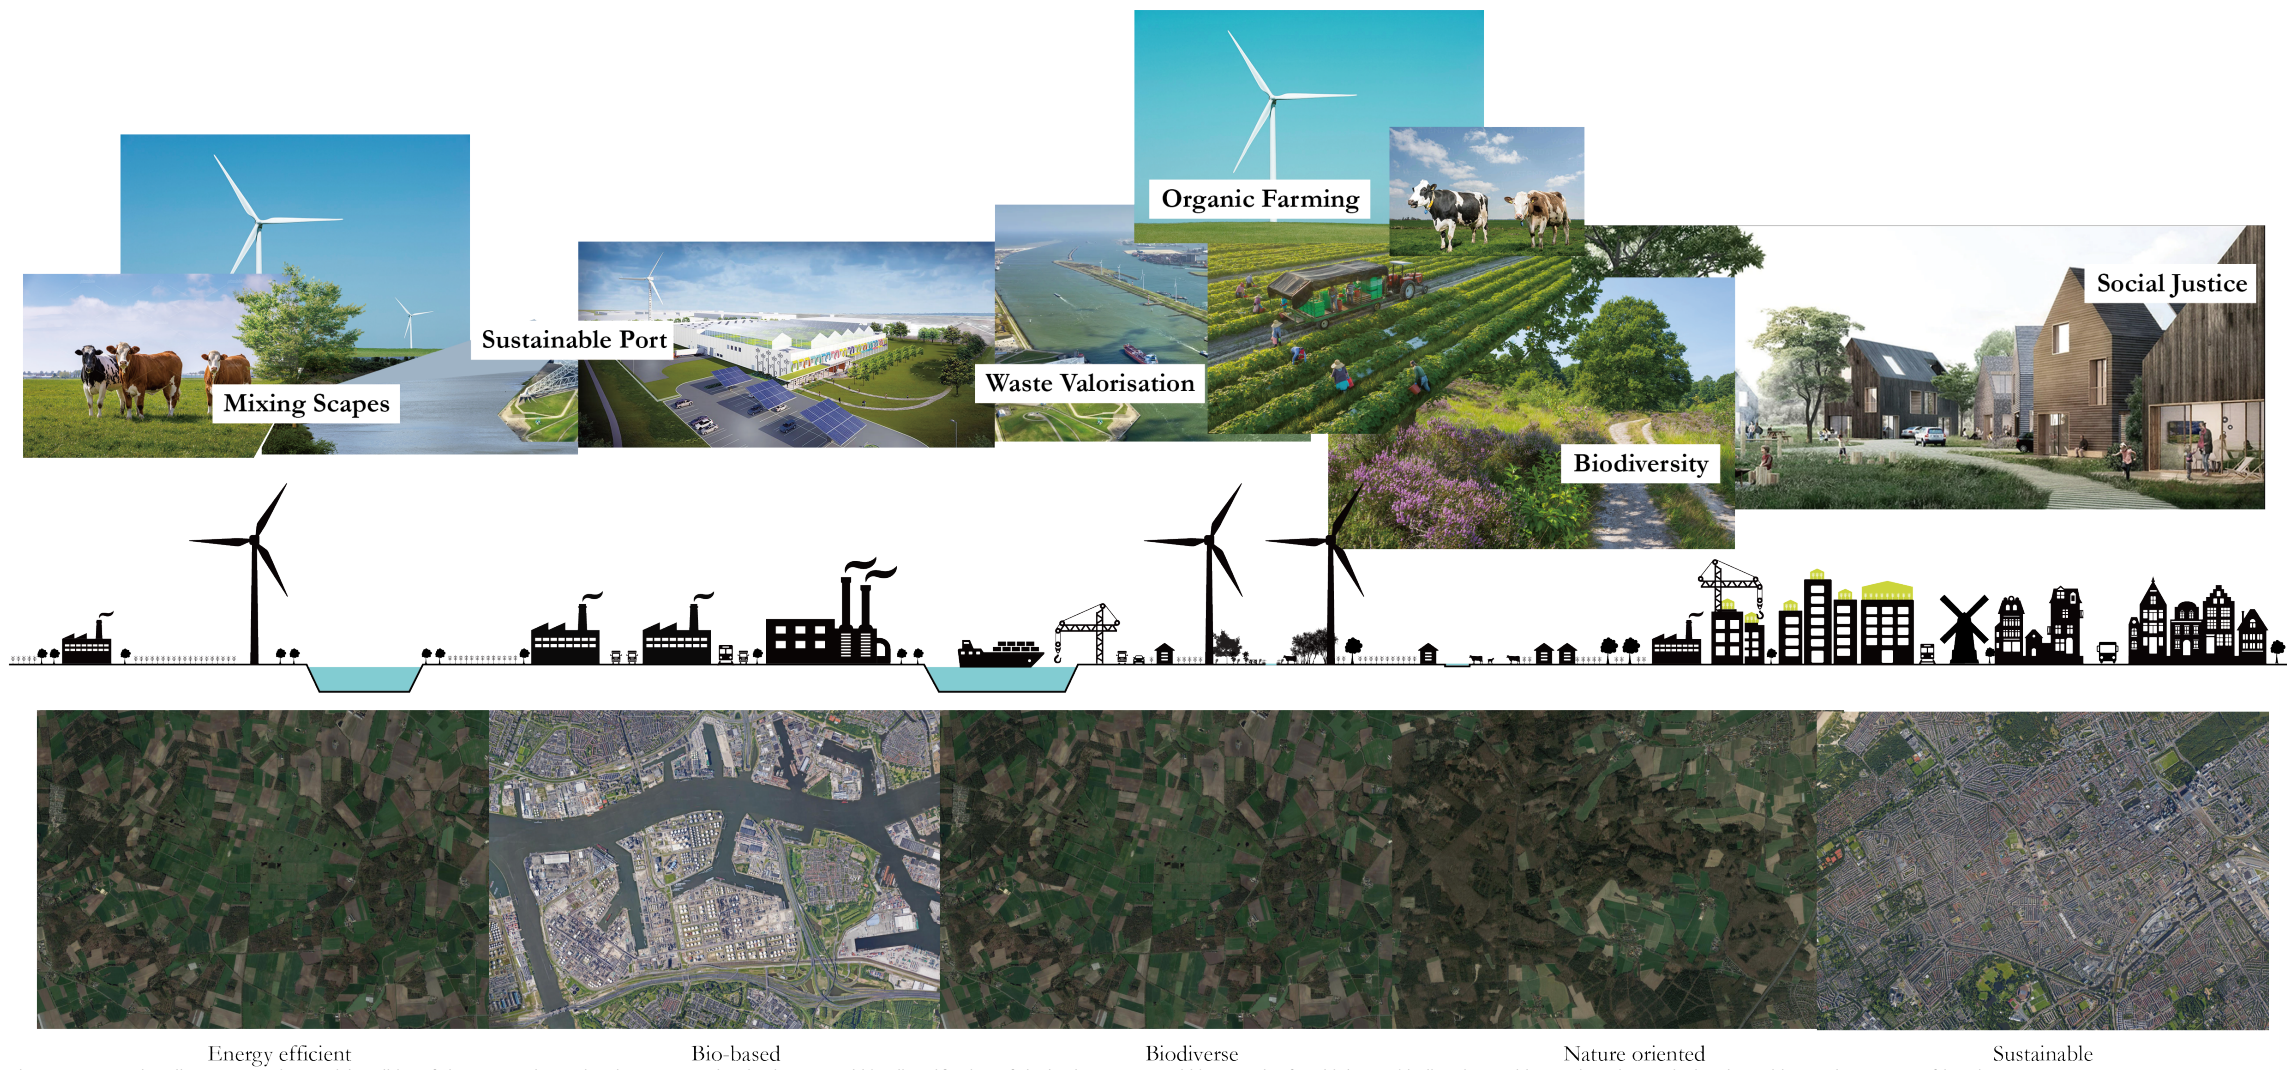 Organic Farming
Social Justice
Sustainable Port
Waste Valorisation
Mixing Scapes
Biodiversity
Energy efficient
Bio-based
Biodiverse
Nature oriented
Sustainable